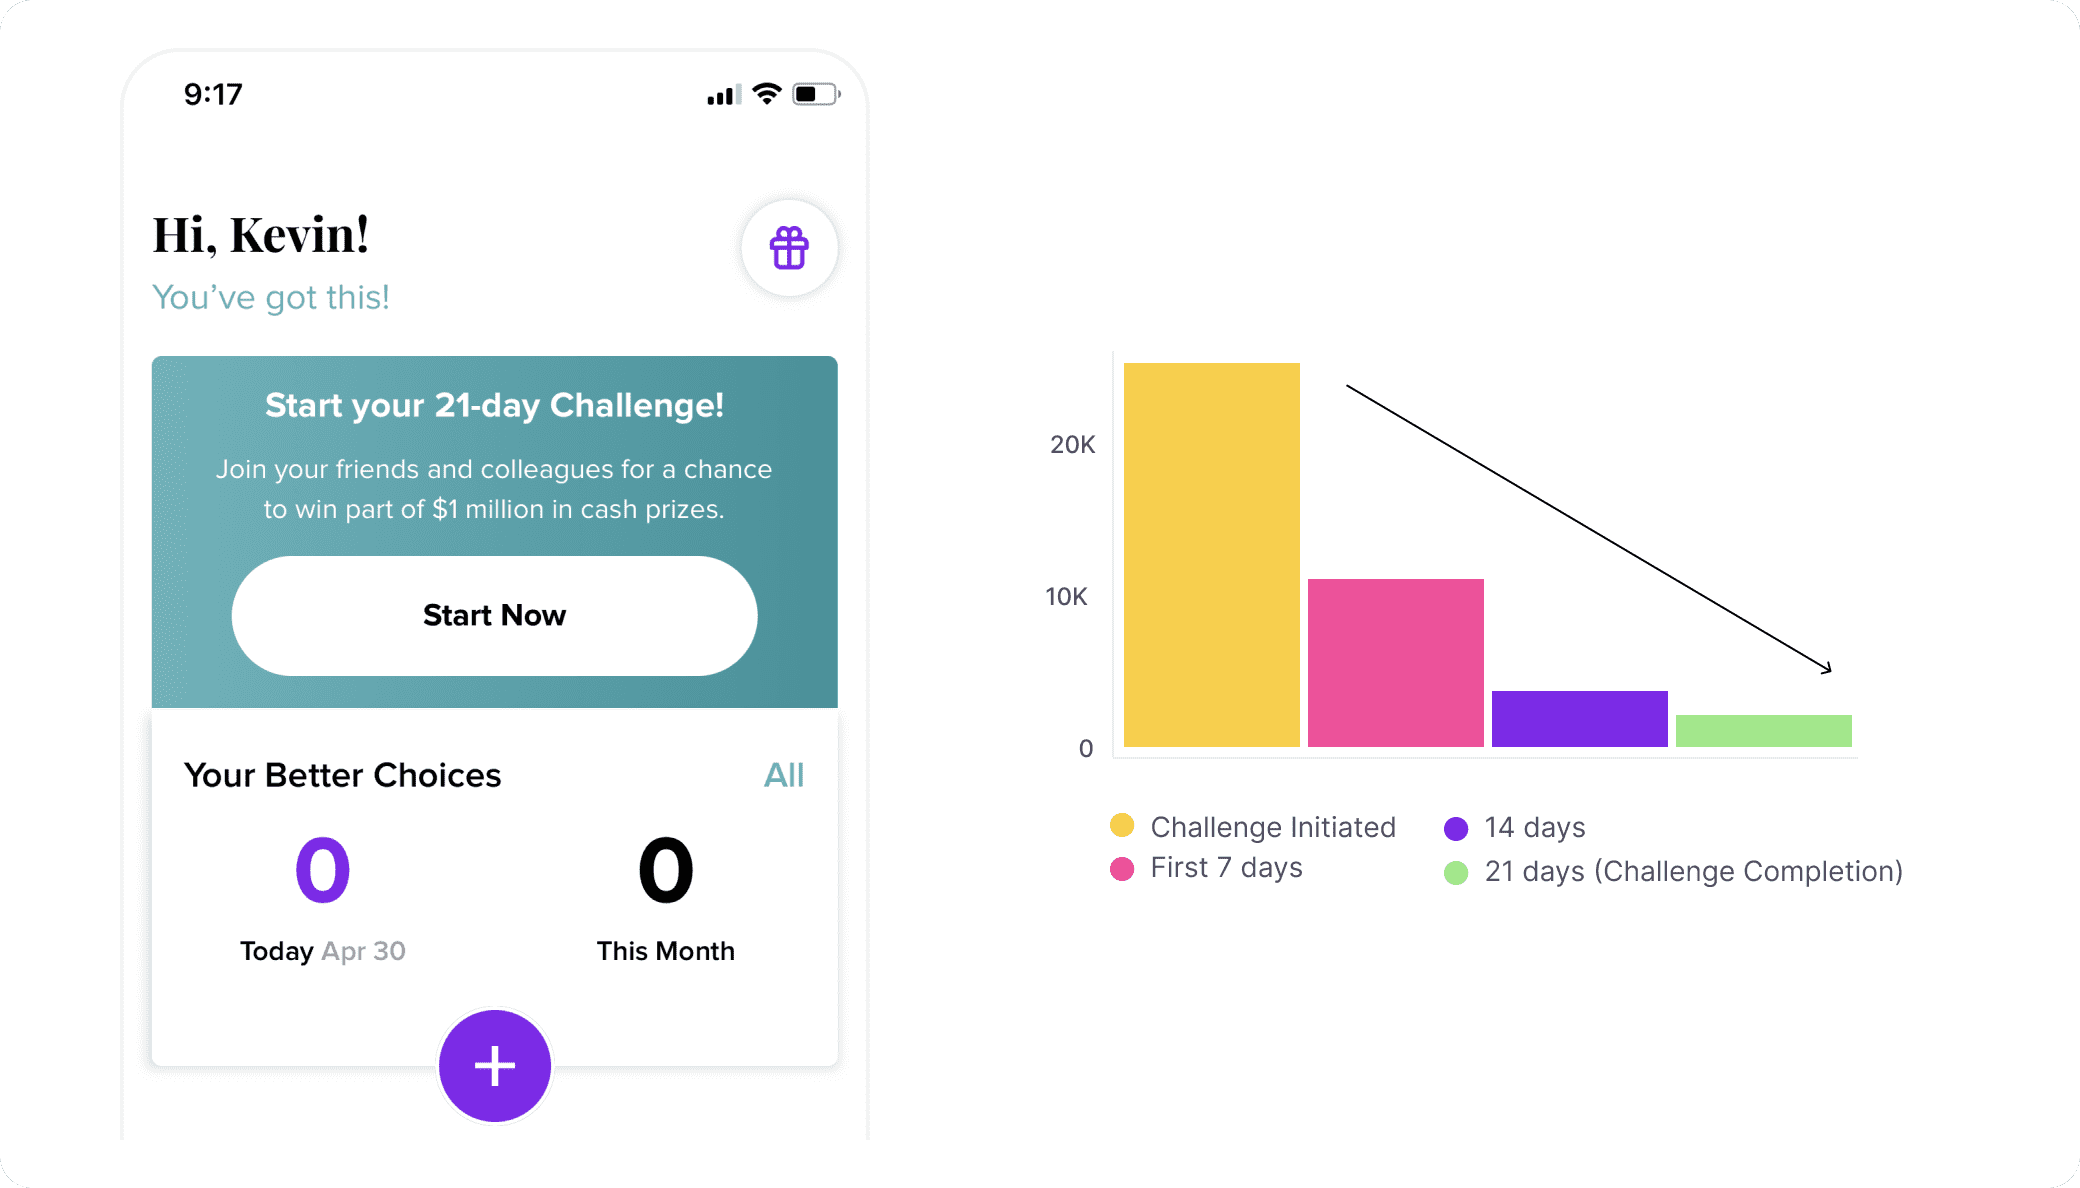 9:17
Hi, Kevin!
You’ve got this!
Start your 21-day Challenge!
Join your friends and colleagues for a chance
to win part of $1 million in cash prizes.
Start Now
Your Better Choices
All
0
0
Today Apr 30
This Month
+
20K
10K
0
Challenge Initiated
First 7 days
14 days
21 days (Challenge Completion)